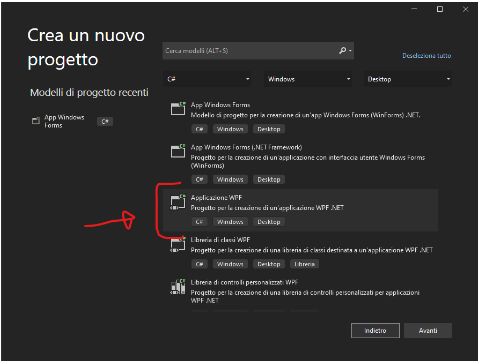 Crea un nuovo
progetto
Modelli di progetto recenti
App Windows
Forms
C#
Cerca modelli (ALT+S)
Deseleziona tutto
C#
Windows
Desktop
App Windows Forms
Modello di progetto per la creazione di un'app Windows Forms (WinForms) .NET.
C# Windows Desktop
App Windows Forms (.NET Framework)
Progetto per la creazione di un'applicazione con interfaccia utente Windows Forms
(WinForms)
C# Windows Desktop
Applicazione WPF
Progetto per la creazione di un'applicazione WPF .NET
C# Windows Desktop
Libreria di classi WPF
Progetto per la creazione di una libreria di classi destinata a un'applicazione WPF .NET
C# Windows Desktop Libreria
Libreria di controlli personalizzati WPF
Progetto per la creazione di una libreria di controlli personalizzati per applicazioni
WPF .NET
Indietro
Avanti